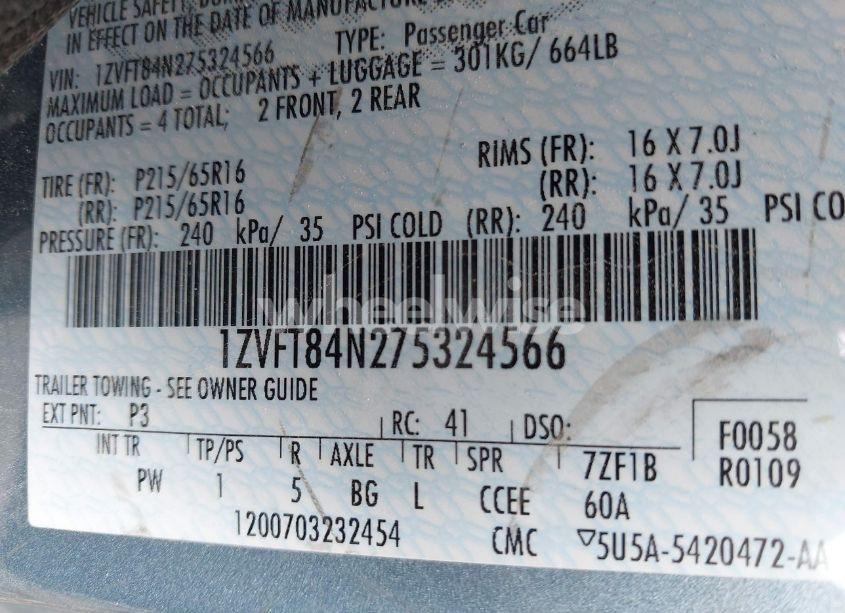 VEHICLE SAFETY,
IN EFFECT ON THE DATE OF MANUFACTURE
VIN: 1ZVFT84N275324566 TYPE: Passenger Car
MAXIMUM LOAD = OCCUPANTS + LUGGAGE = 301KG/ 664LB
OCCUPANTS = 4 TOTAL; 2 FRONT, 2 REAR
TIRE (FR): P215/65R16 RIMS (FR): 16 X 7.0J
(RR): P215/65R16 (RR): 16 X 7.0J
PRESSURE (FR): 240 kPa/ 35 PSI COLD (RR): 240 kPa/ 35 PSI CO
wheelwise
1ZVFT84N275324566
TRAILER TOWING - SEE OWNER GUIDE
EXT PNT: P3 RC: 41 DSO: F0058
INT TR TP/PS R AXLE TR SPR 7ZF1B R0109
PW 1 5 BG L CCEE 60A
1200703232454 CMC ▽5U5A-5420472-AA